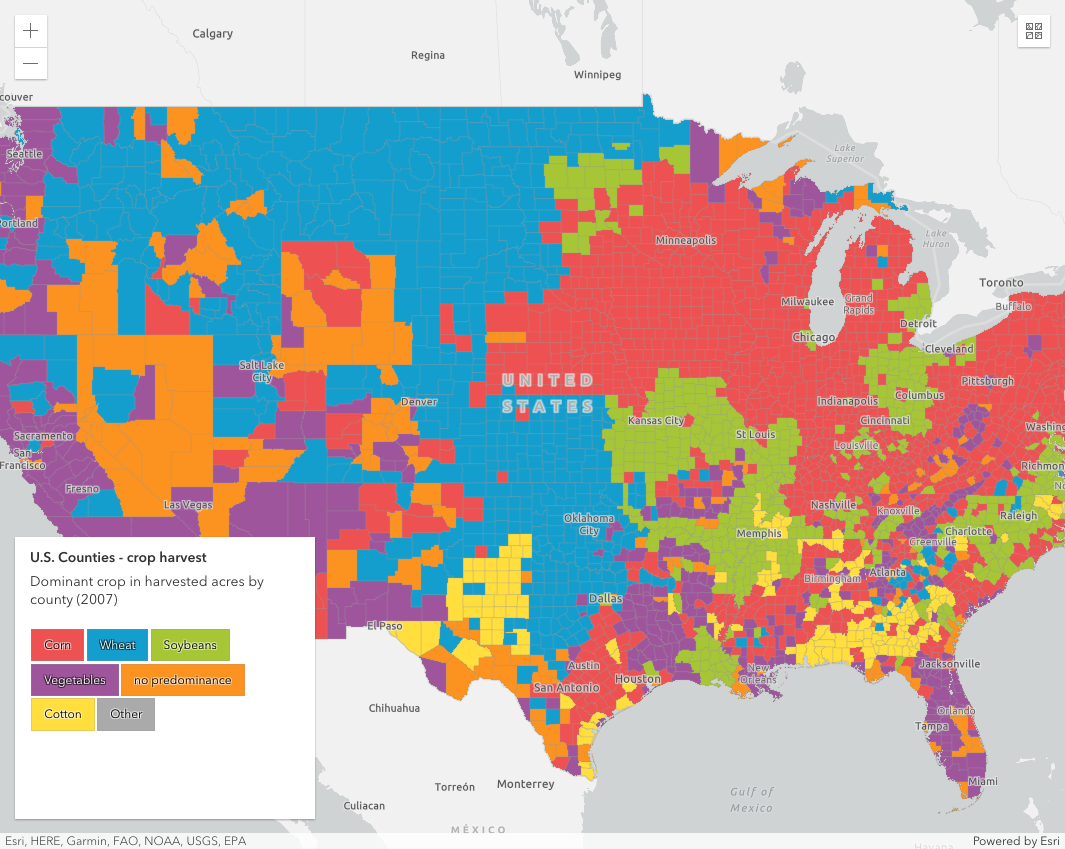 +
−
Calgary
Regina
Winnipeg
couver
Seattle
Portland
Lake
Superior
Lake
Huron
Minneapolis
Toronto
Buffalo
Milwaukee
Grand
Rapids
Detroit
Chicago
Cleveland
Salt Lake
City
Denver
UNITED
STATES
Pittsburgh
Indianapolis
Columbus
Kansas City
St Louis
Cincinnati
Washing
Louisville
Sacramento
San
Francisco
Richmon
Fresno
Las Vegas
Nashville
Knoxville
No
Raleigh
Oklahoma
City
Memphis
Charlotte
Greenville
Birmingham
Atlanta
Dallas
El Paso
Austin
San Antonio
Houston
New
Orleans
Jacksonville
Orlando
Tampa
Miami
Chihuahua
Torreón
Monterrey
Culiacan
MÉXICO
Gulf of
Mexico
Havana
U.S. Counties - crop harvest
Dominant crop in harvested acres by
county (2007)
Corn Wheat Soybeans
Vegetables no predominance
Cotton Other
Esri, HERE, Garmin, FAO, NOAA, USGS, EPA
Powered by Esri